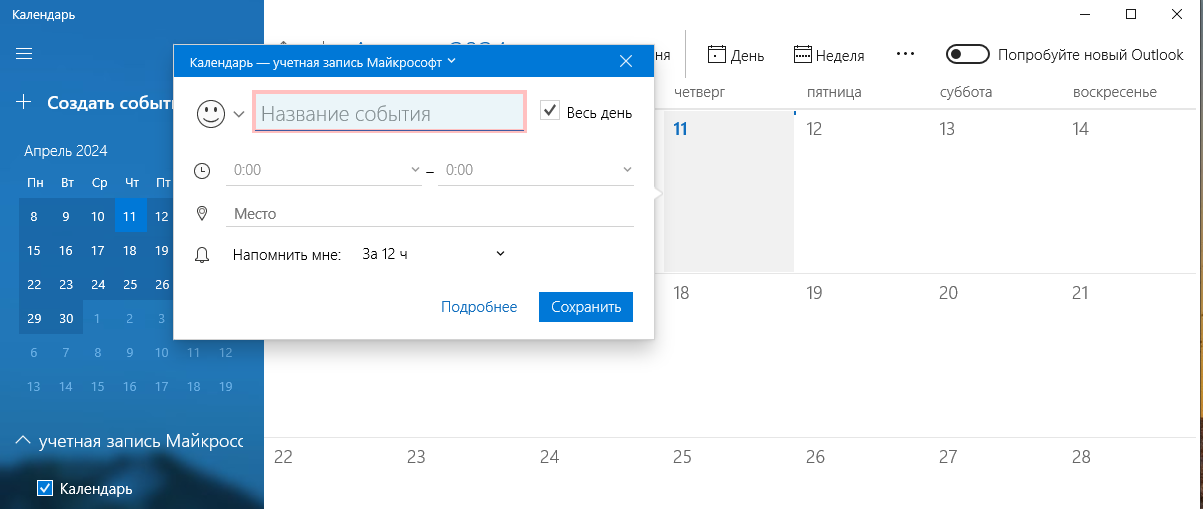 Календарь
Календарь — учетная запись Майкрософт
ня
День
Неделя
Попробуйте новый Outlook
Создать событи
Название события
Весь день
четверг
пятница
суббота
воскресенье
Апрель 2024
11
12
13
14
Пн Вт Ср Чт Пт
0:00 – 0:00
8 9 10 11 12
Место
15 16 17 18 19
Напомнить мне: За 12 ч
22 23 24 25 26
Подробнее
Сохранить
18
19
20
21
29 30 1 2 3
6 7 8 9 10 11 12
13 14 15 16 17 18 19
учетная запись Майкросс
Календарь
22 23 24 25 26 27 28